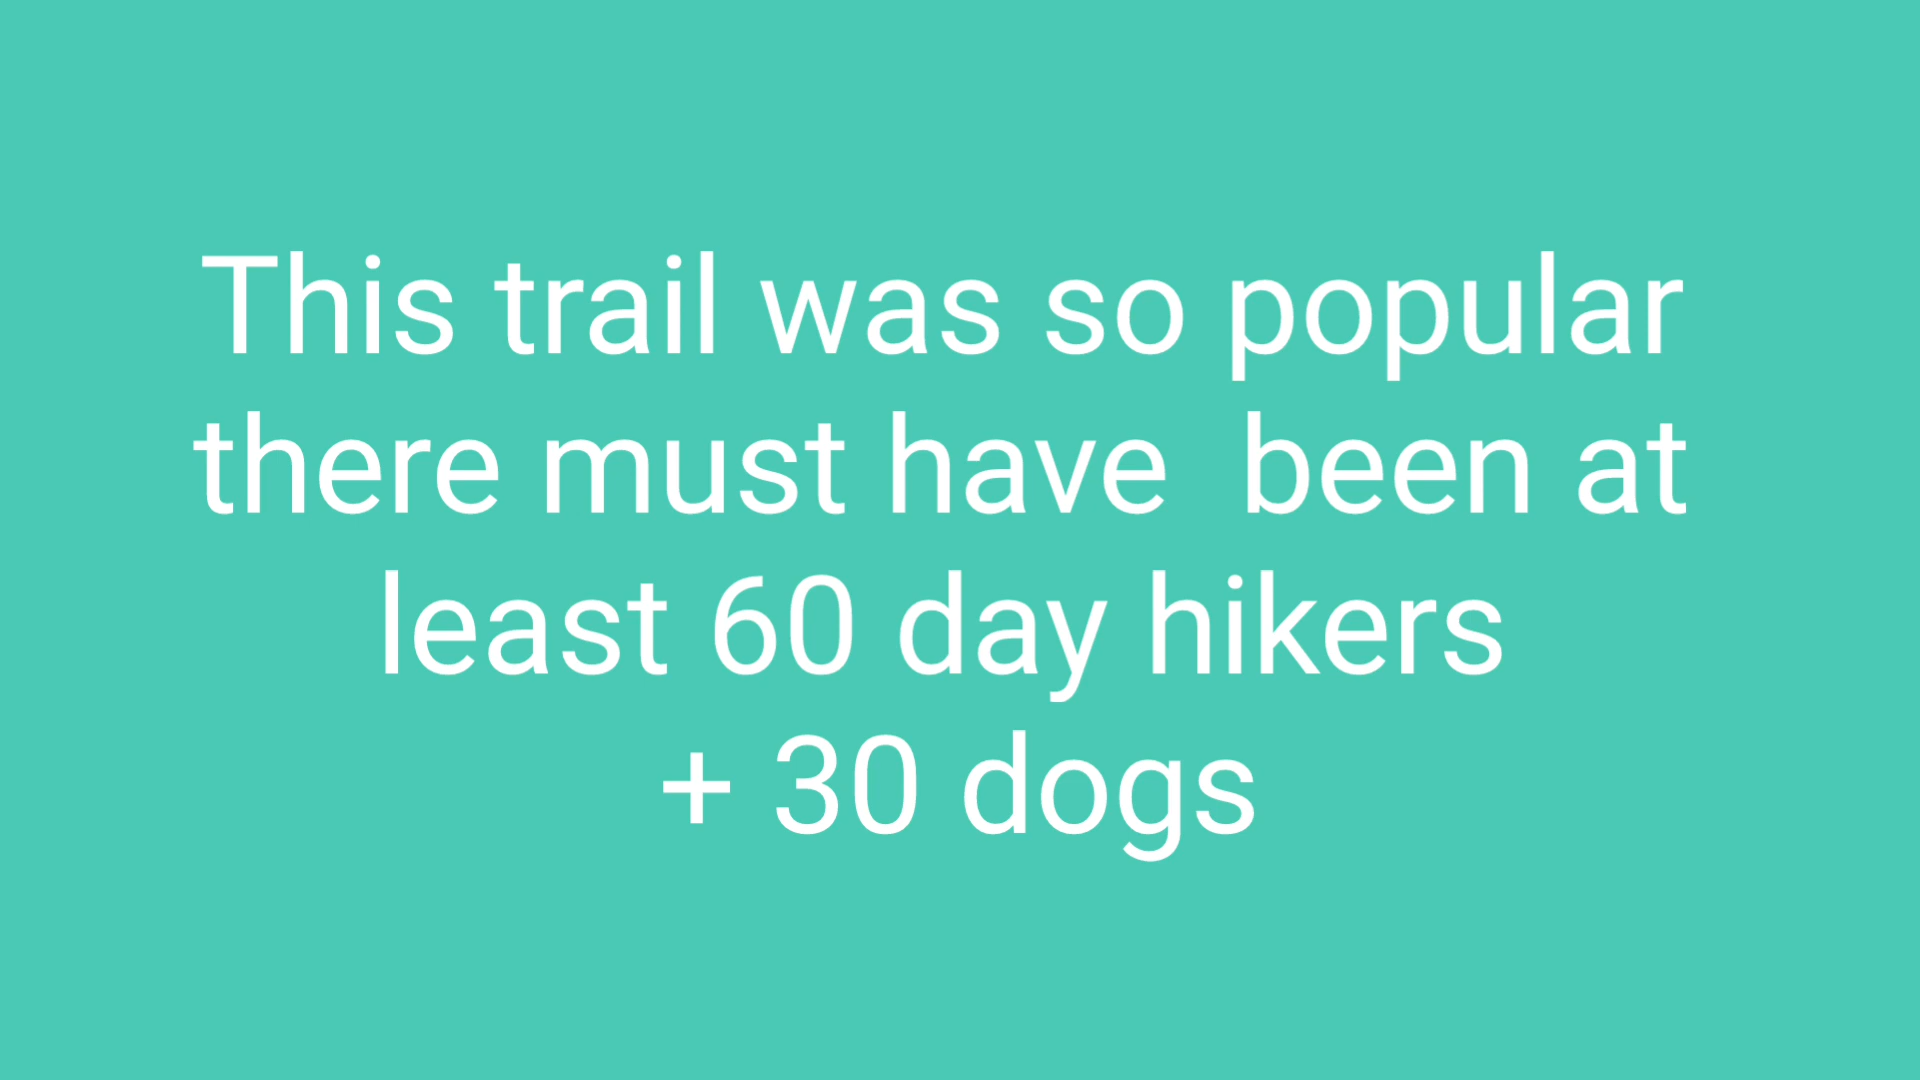 This trail was so popular
there must have  been at
least 60 day hikers
+ 30 dogs